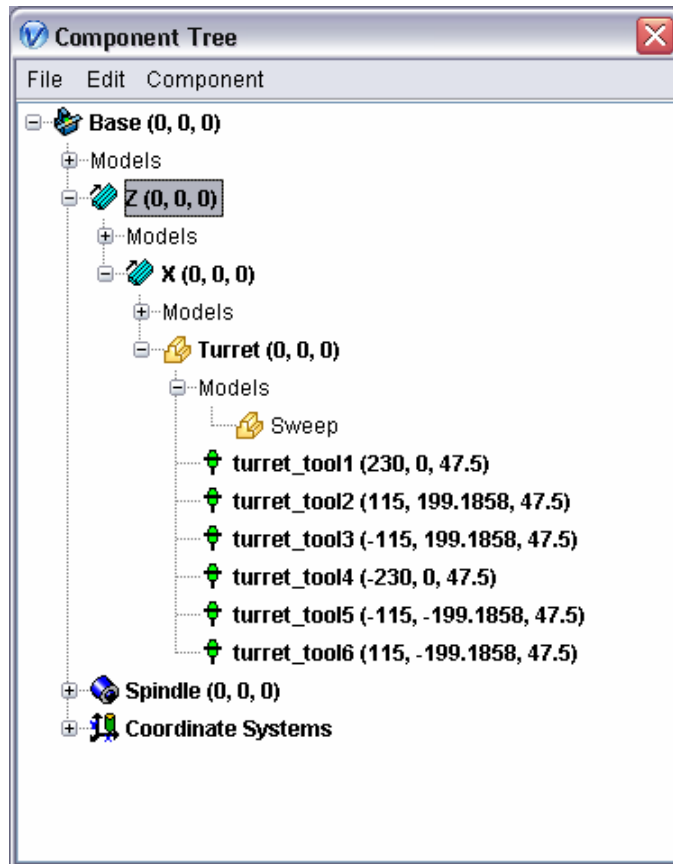 Component Tree
File Edit Component
Base (0, 0, 0)
Models
Z (0, 0, 0)
Models
X (0, 0, 0)
Models
Turret (0, 0, 0)
Models
Sweep
turret_tool1 (230, 0, 47.5)
turret_tool2 (115, 199.1858, 47.5)
turret_tool3 (-115, 199.1858, 47.5)
turret_tool4 (-230, 0, 47.5)
turret_tool5 (-115, -199.1858, 47.5)
turret_tool6 (115, -199.1858, 47.5)
Spindle (0, 0, 0)
Coordinate Systems